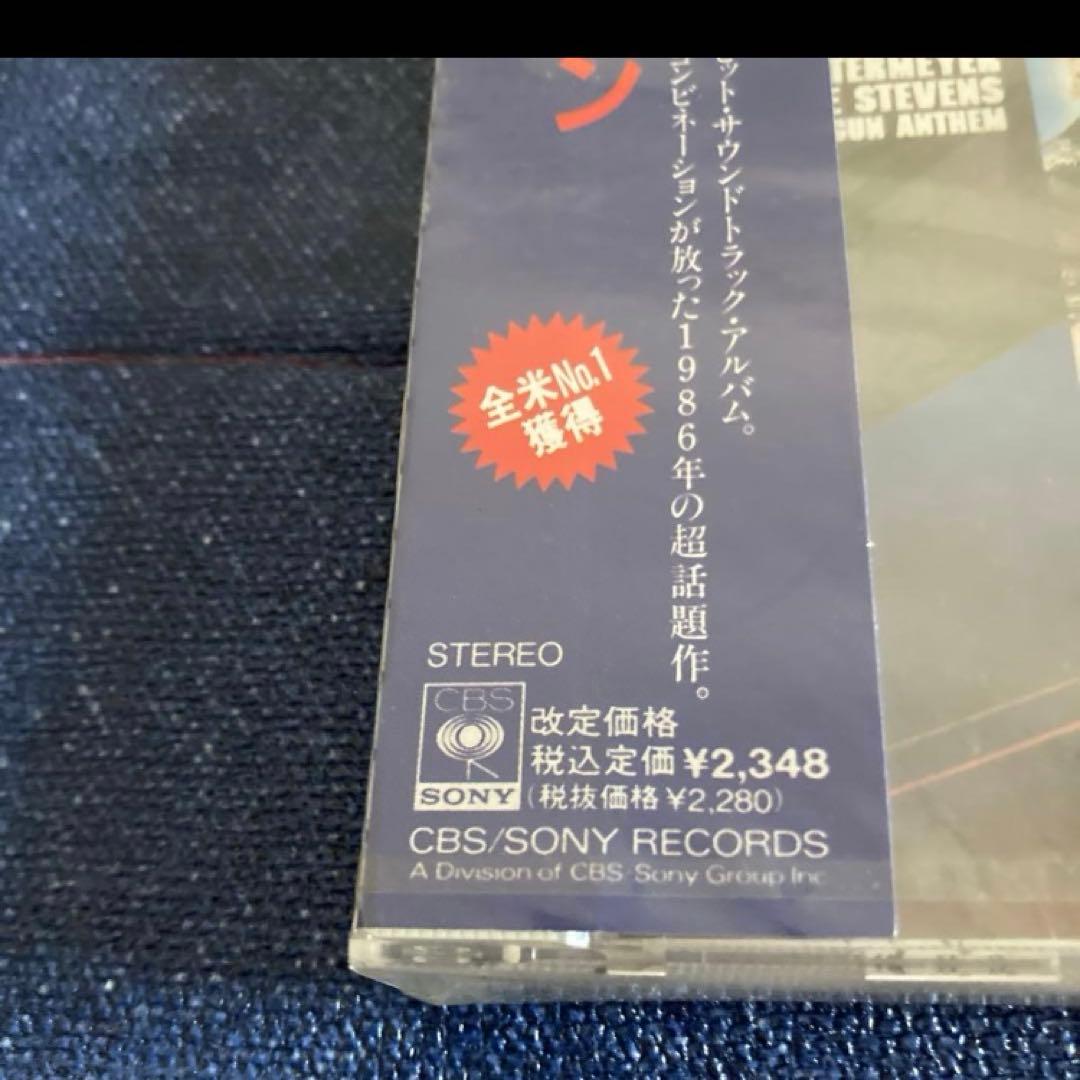 ン
ット・サウンドトラック・アルバム。
コンビネーションが放った1986年の超話題作。
TERMEYER
E STEVENS
GUN ANTHEM
全米No.1
獲得
STEREO
CBS
SONY
改定価格
税込定価¥2,348
(税抜価格¥2,280)
CBS/SONY RECORDS
A Division of CBS Sony Group Inc